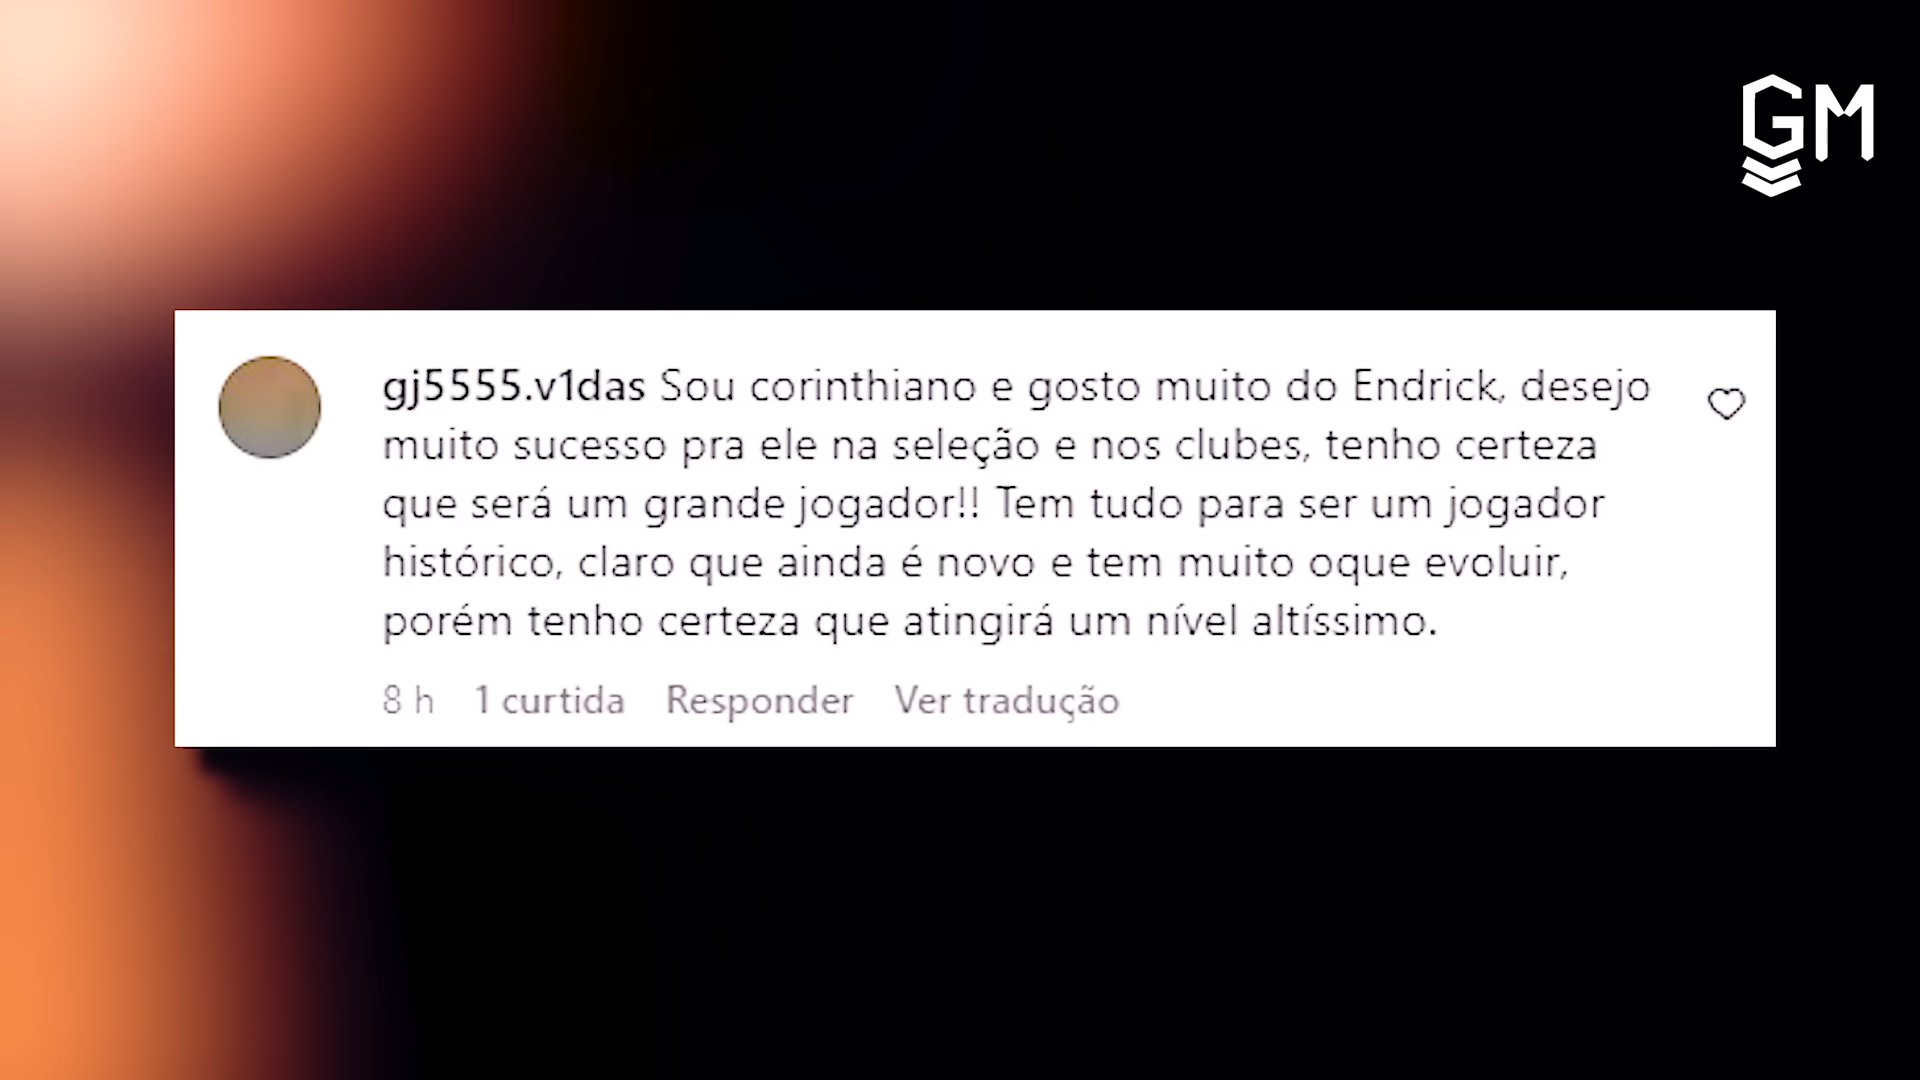 GM
gj5555.v1das Sou corinthiano e gosto muito do Endrick, desejo
muito sucesso pra ele na seleção e nos clubes, tenho certeza
que será um grande jogador!! Tem tudo para ser um jogador
histórico, claro que ainda é novo e tem muito oque evoluir,
porém tenho certeza que atingirá um nível altíssimo.
8 h 1 curtida Responder Ver tradução